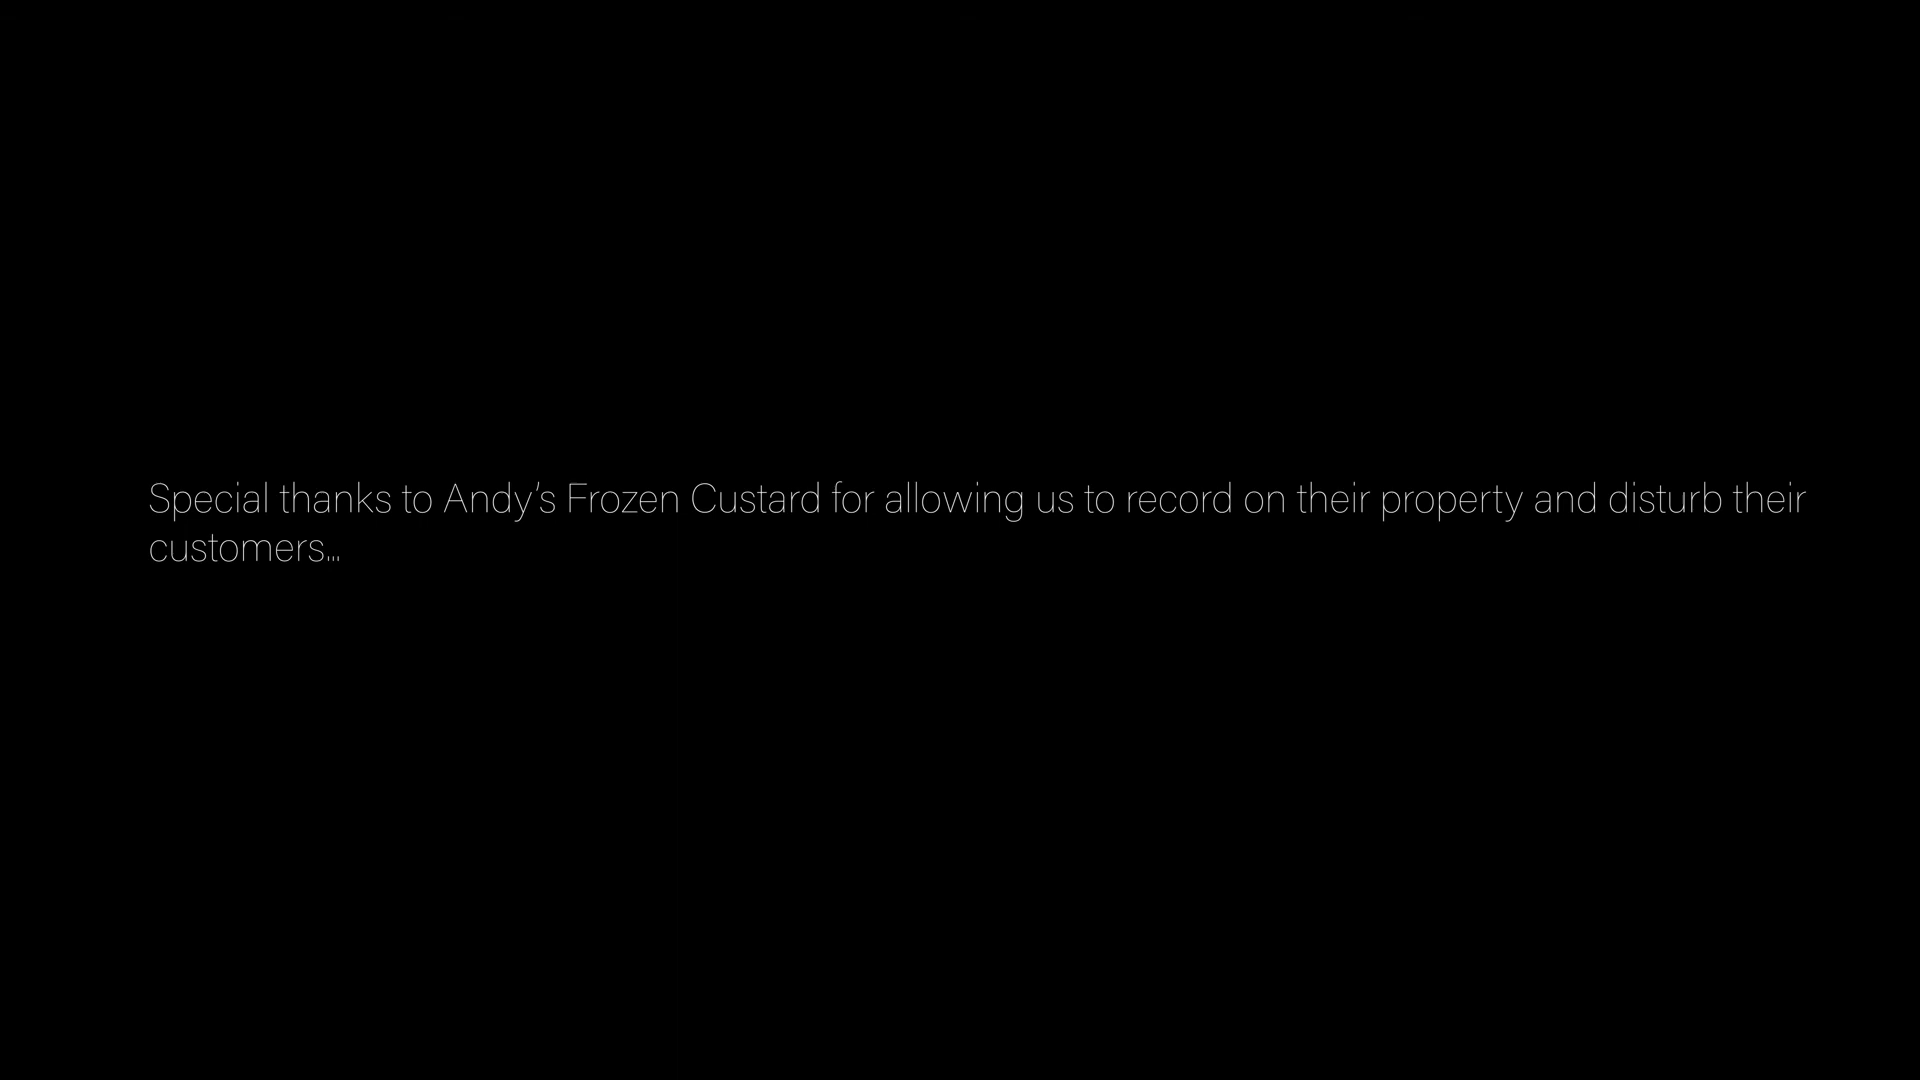 Special thanks to Andy’s Frozen Custard for allowing us to record on their property and disturb their
customers...